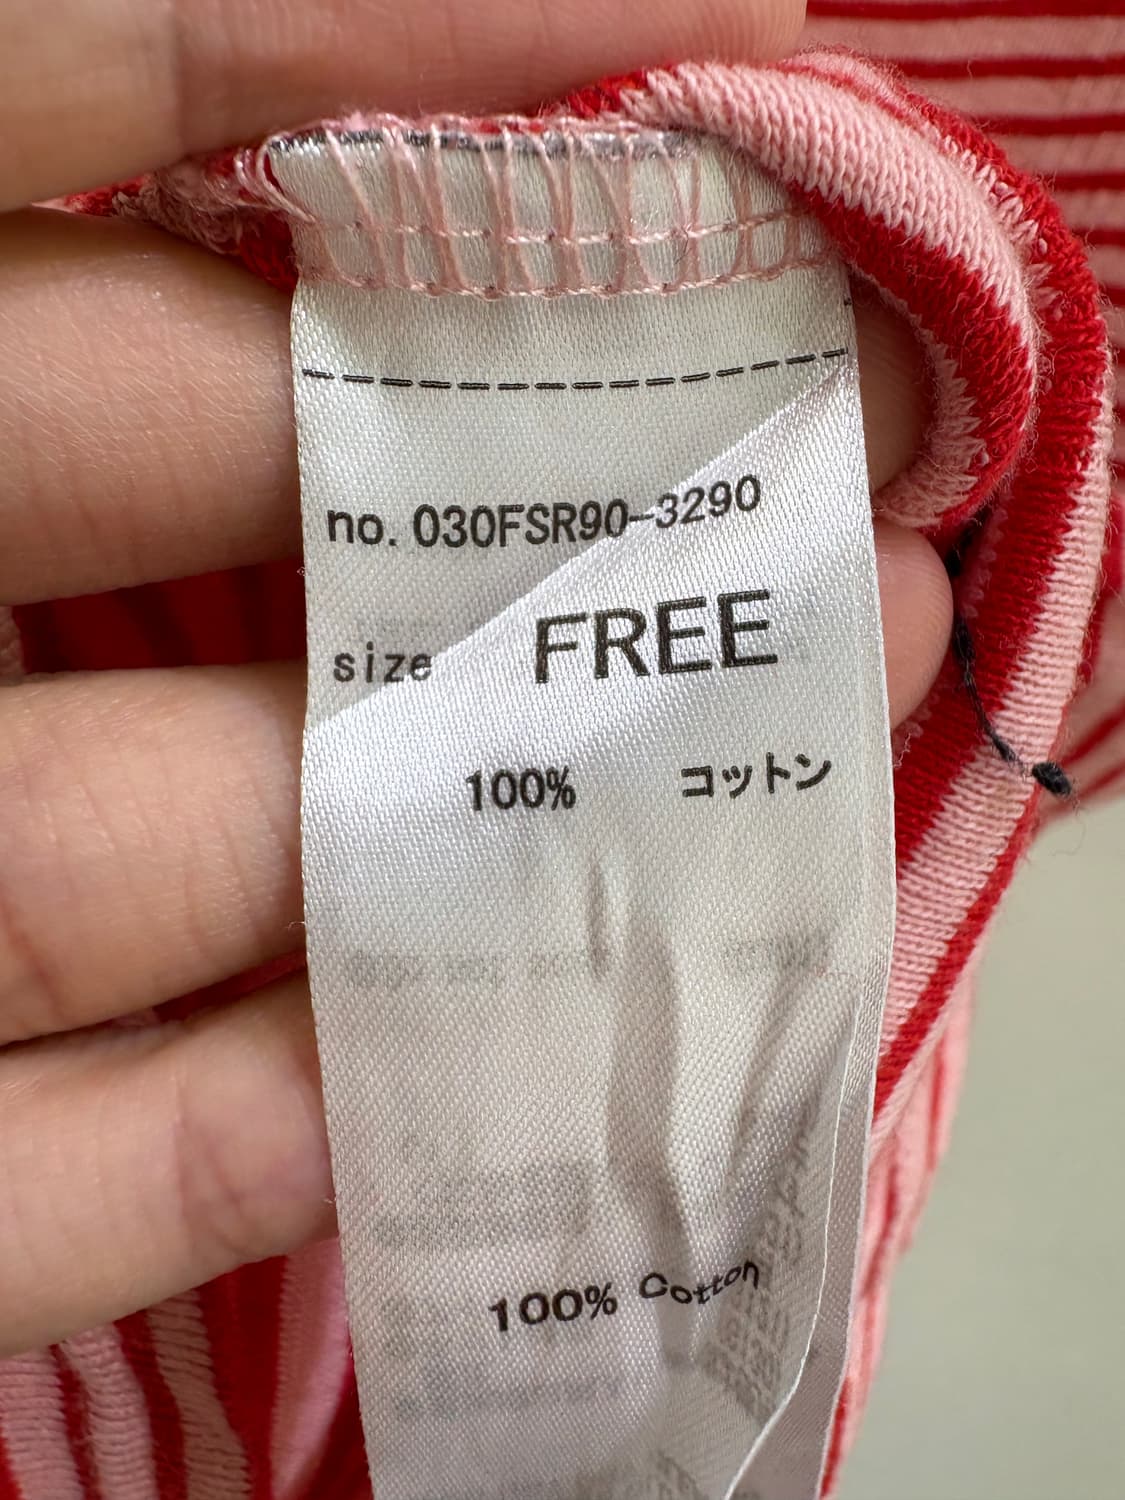 no. 030FSR90-3290
size FREE
100% コットン
100% Cotton